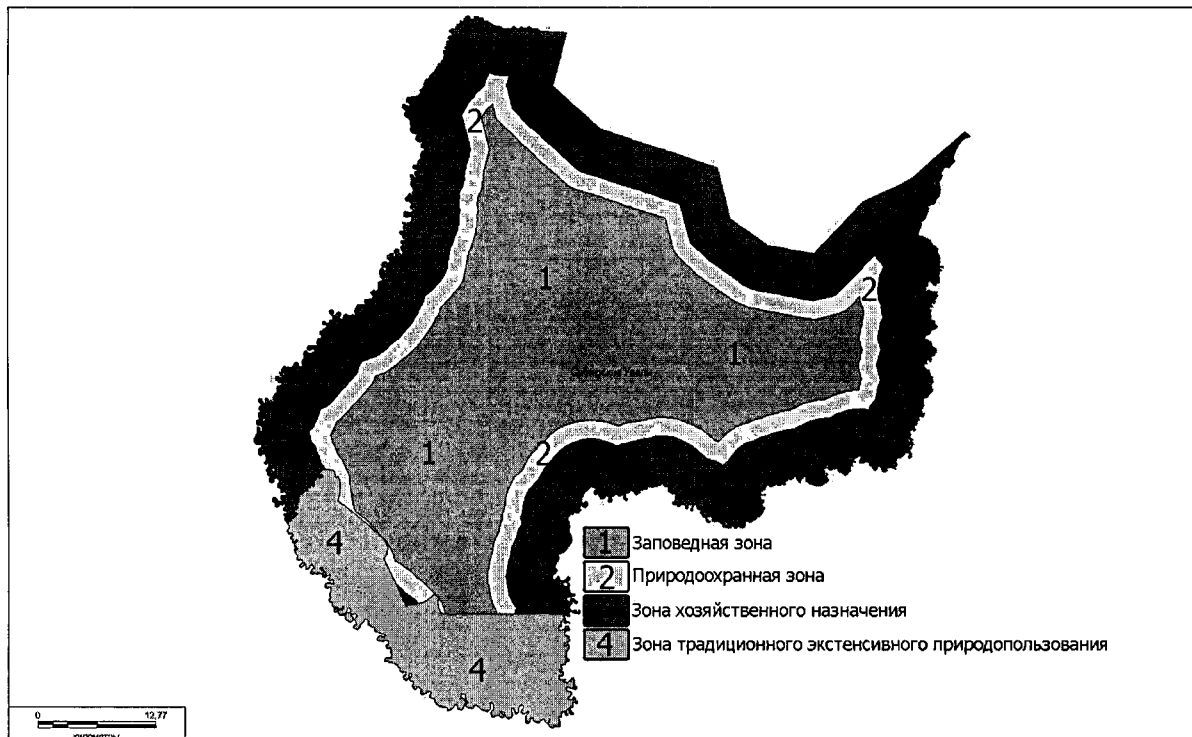 2
1
2
1
1
2
4
4
1 Заповедная зона
2 Природоохранная зона
Зона хозяйственного назначения
4 Зона традиционного экстенсивного природопользования
0 12,77
километры